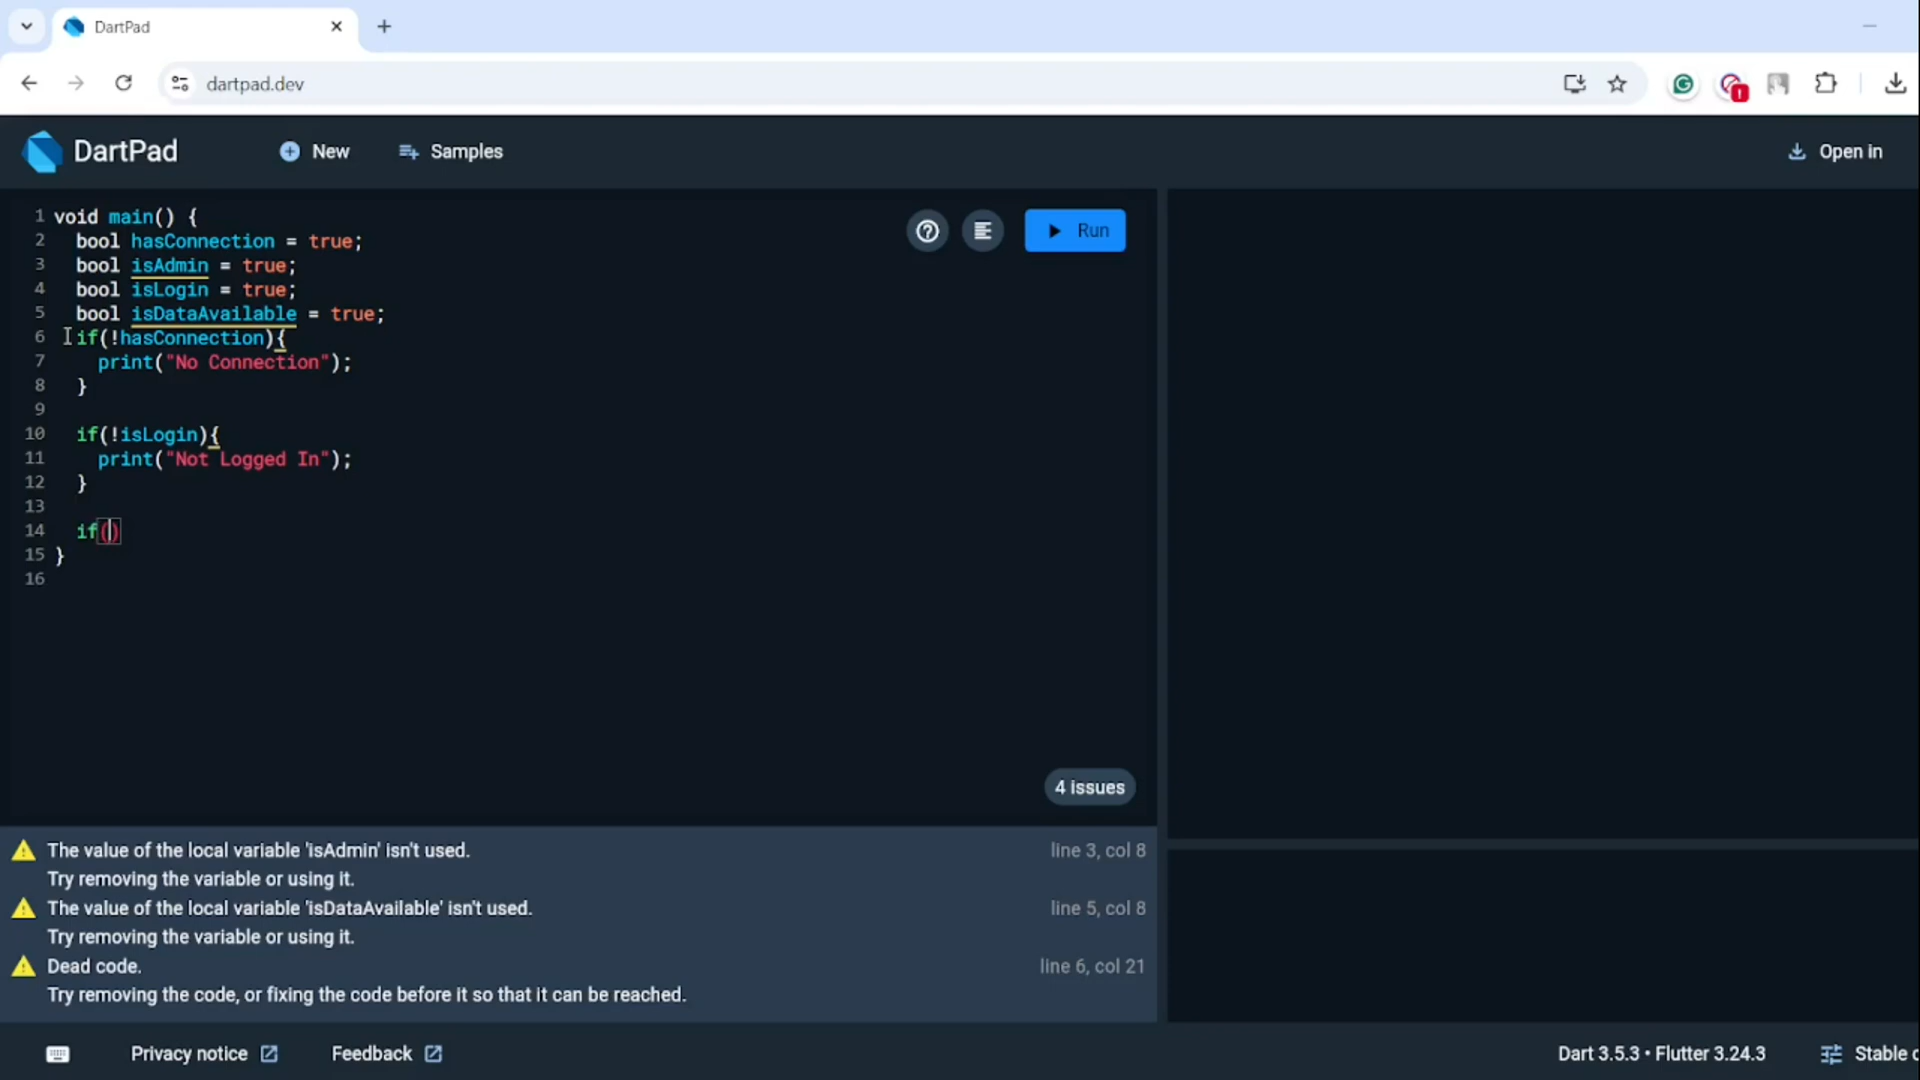 DartPad
dartpad.dev
DartPad
New
Samples
Open in
1 void main() {
2 bool hasConnection = true;
3 bool isAdmin = true;
4 bool isLogin = true;
5 bool isDataAvailable = true;
6 if(!hasConnection){
7 print("No Connection");
8 }
9
10 if(!isLogin){
11 print("Not Logged In");
12 }
13
14 if()
15 }
16
Run
4 issues
The value of the local variable 'isAdmin' isn't used. line 3, col 8
Try removing the variable or using it.
The value of the local variable 'isDataAvailable' isn't used. line 5, col 8
Try removing the variable or using it.
Dead code. line 6, col 21
Try removing the code, or fixing the code before it so that it can be reached.
Privacy notice
Feedback
Dart 3.5.3 • Flutter 3.24.3
Stable c